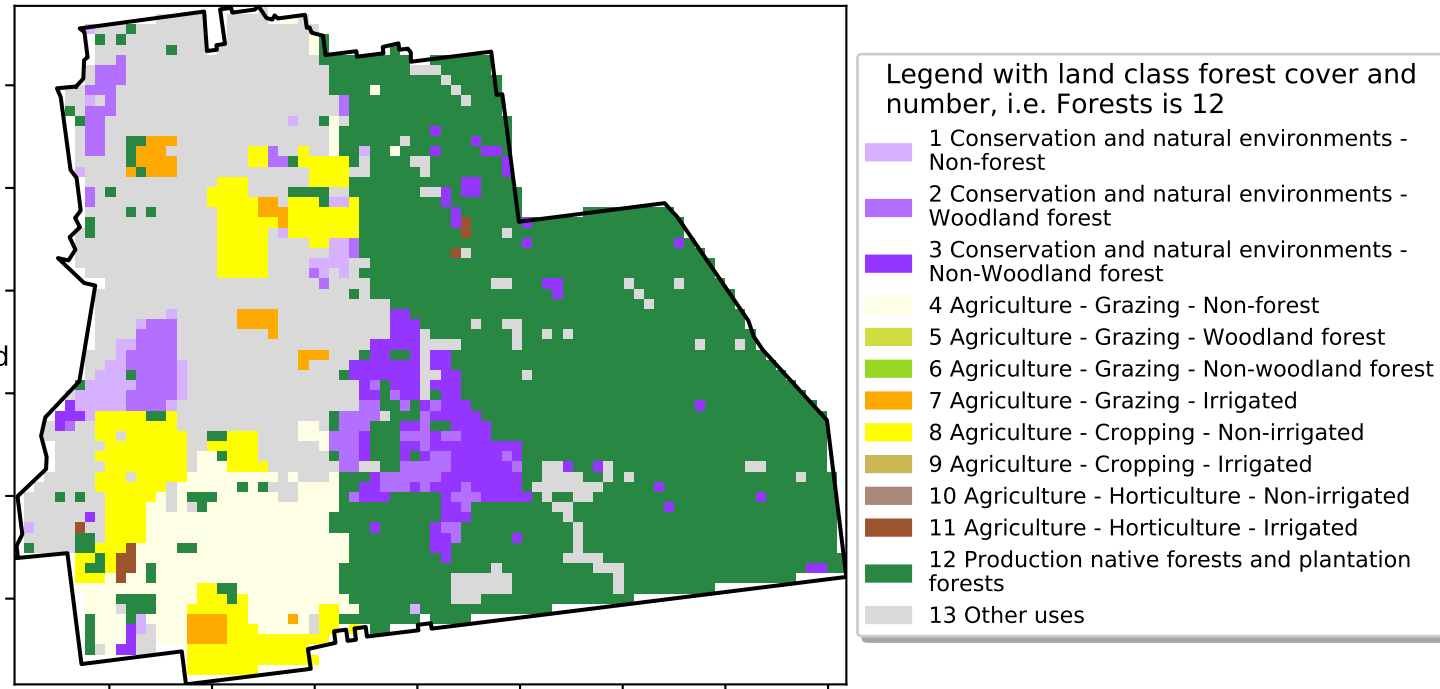 d
Legend with land class forest cover and
number, i.e. Forests is 12
1 Conservation and natural environments -
Non-forest
2 Conservation and natural environments -
Woodland forest
3 Conservation and natural environments -
Non-Woodland forest
4 Agriculture - Grazing - Non-forest
5 Agriculture - Grazing - Woodland forest
6 Agriculture - Grazing - Non-woodland forest
7 Agriculture - Grazing - Irrigated
8 Agriculture - Cropping - Non-irrigated
9 Agriculture - Cropping - Irrigated
10 Agriculture - Horticulture - Non-irrigated
11 Agriculture - Horticulture - Irrigated
12 Production native forests and plantation
forests
13 Other uses